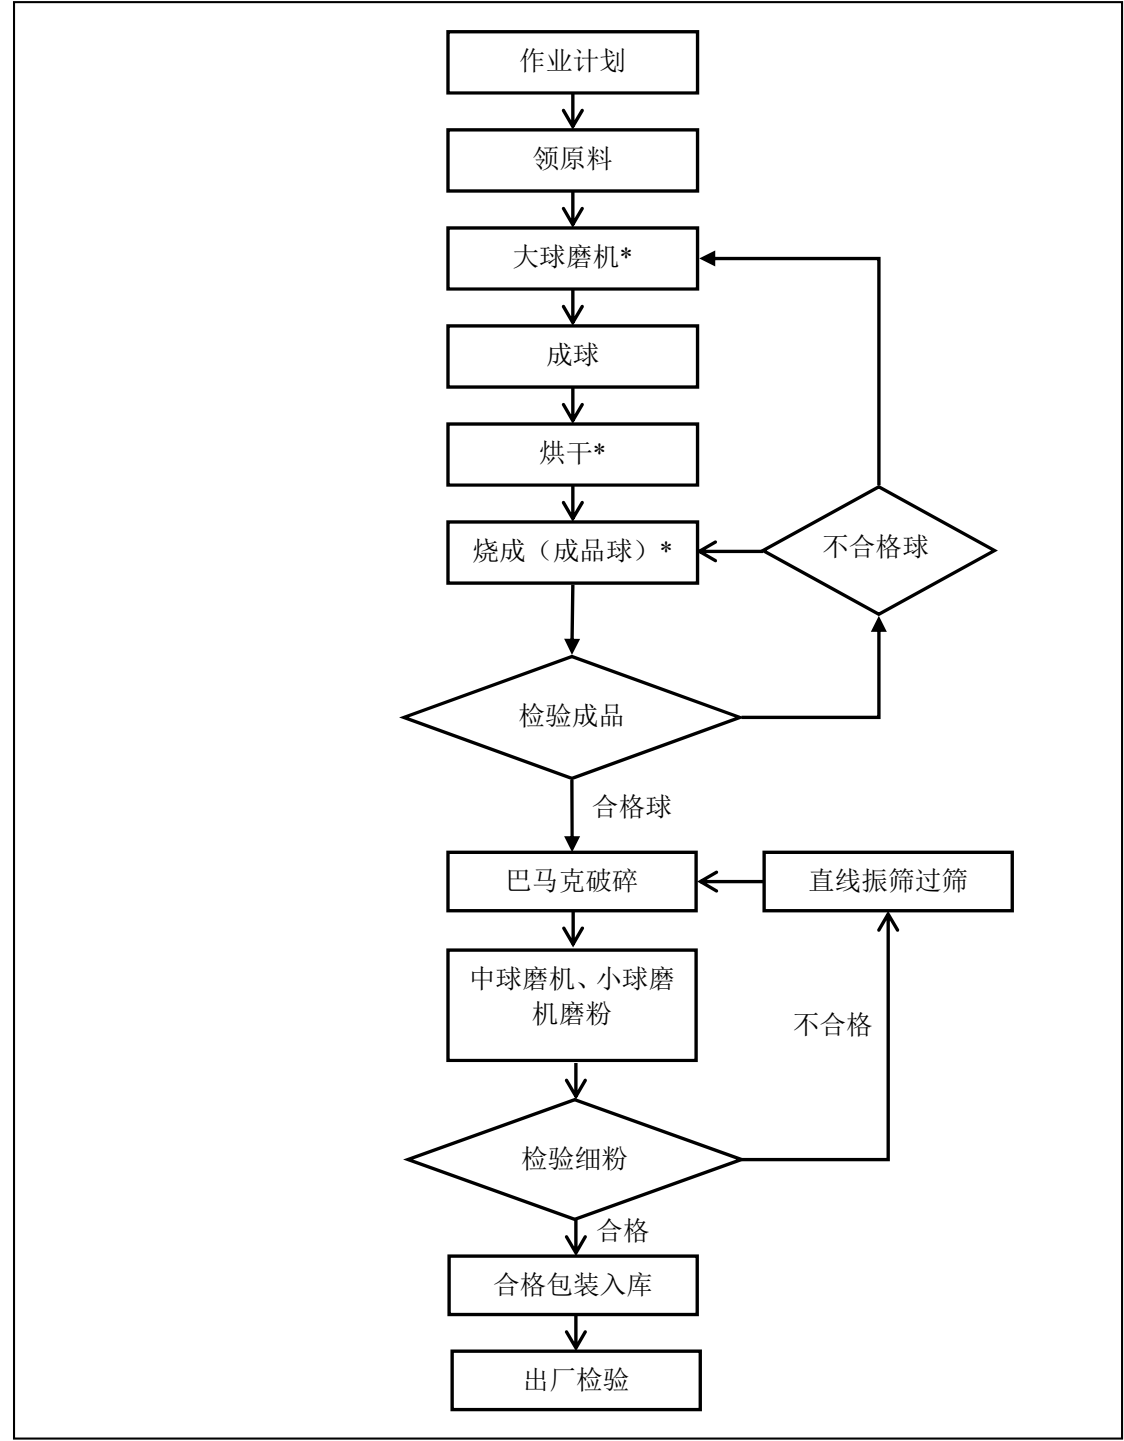 作业计划
领原料
大球磨机*
成球
烘干*
烧成（成品球）*
不合格球
检验成品
合格球
巴马克破碎
直线振筛过筛
中球磨机、小球磨
机磨粉
不合格
检验细粉
合格
合格包装入库
出厂检验